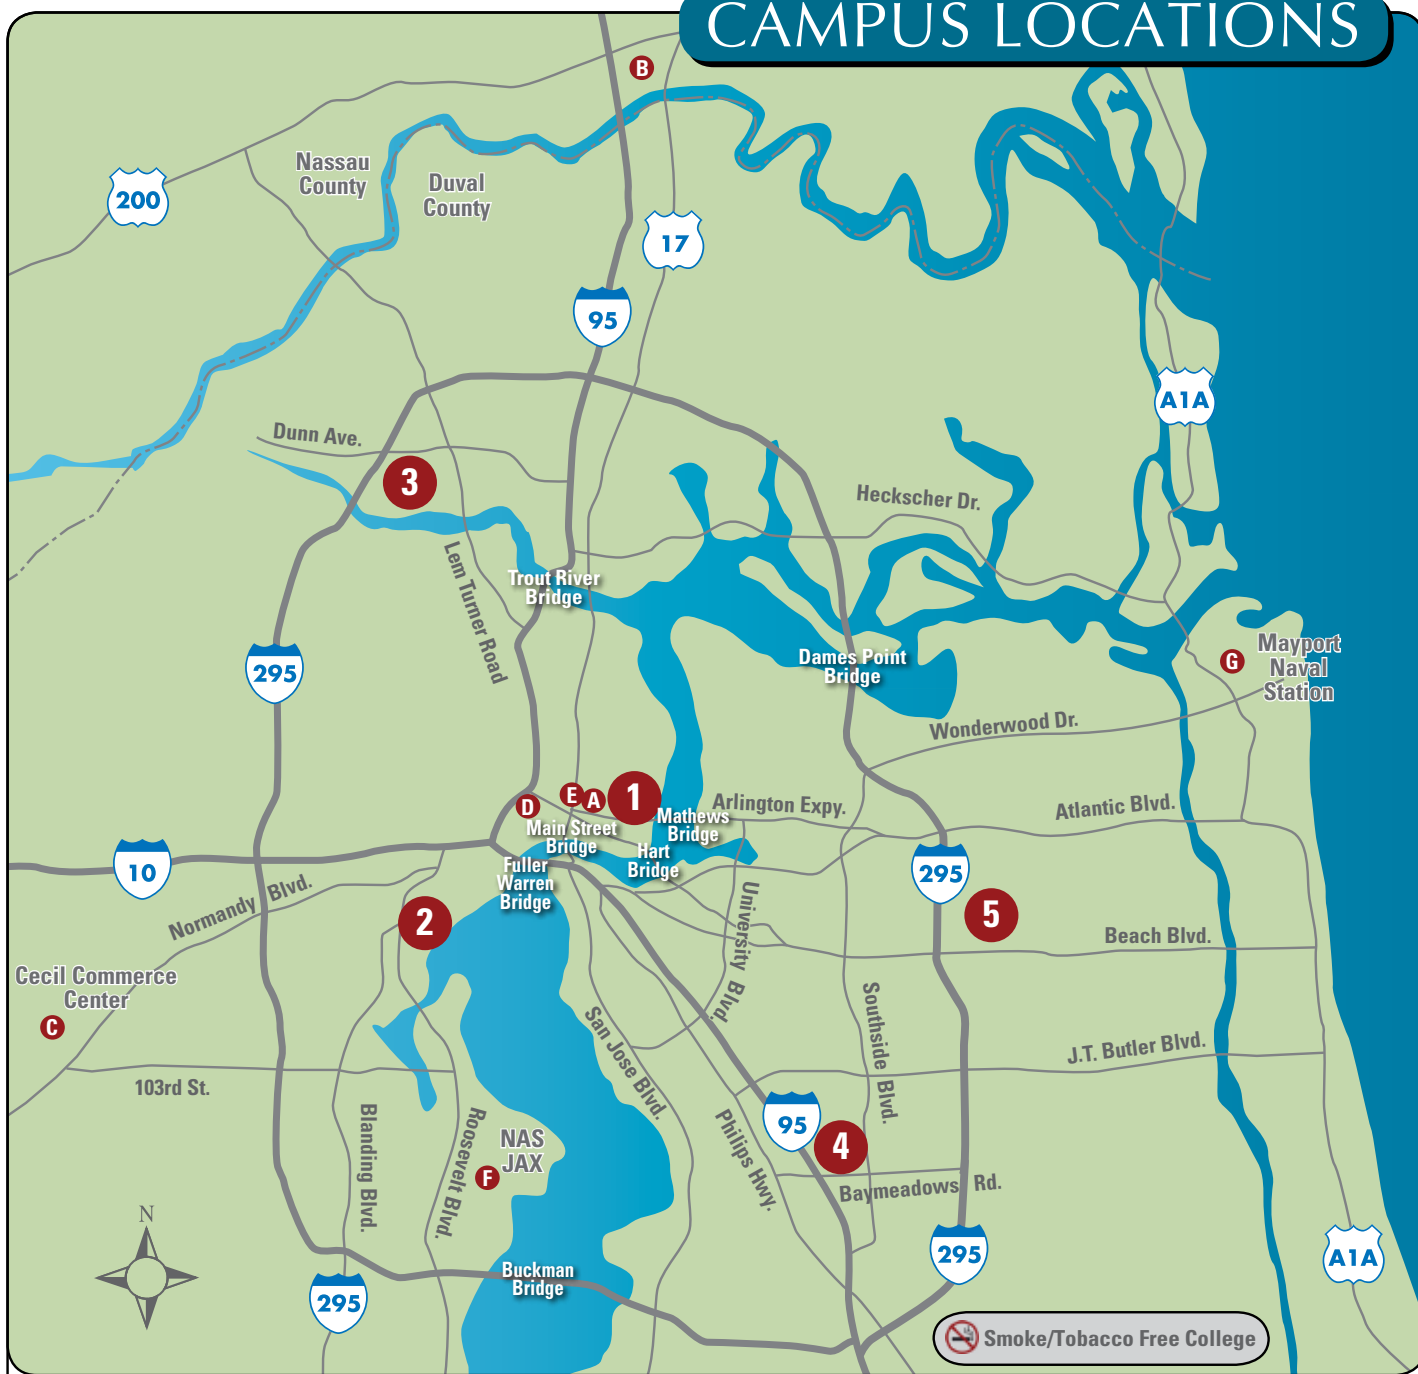 CAMPUS LOCATIONS
B
Nassau
County
Duval
County
200
17
95
A1A
Dunn Ave.
3
Heckscher Dr.
Lem Turner Road
Trout River
Bridge
295
Dames Point
Bridge
G
Mayport
Naval
Station
Wonderwood Dr.
D
E
A
1
Arlington Expy.
Atlantic Blvd.
Mathews
Bridge
Main Street
Bridge
Hart
Bridge
10
Fuller
Warren
Bridge
295
Normandy Blvd.
2
University Blvd.
5
Beach Blvd.
Cecil Commerce
Center
C
San Jose Blvd.
Southside Blvd.
J.T. Butler Blvd.
103rd St.
Blanding Blvd.
Roosevelt Blvd.
NAS
JAX
F
Philips Hwy.
95
4
Baymeadows Rd.
N
Buckman
Bridge
295
295
A1A
Smoke/Tobacco Free College